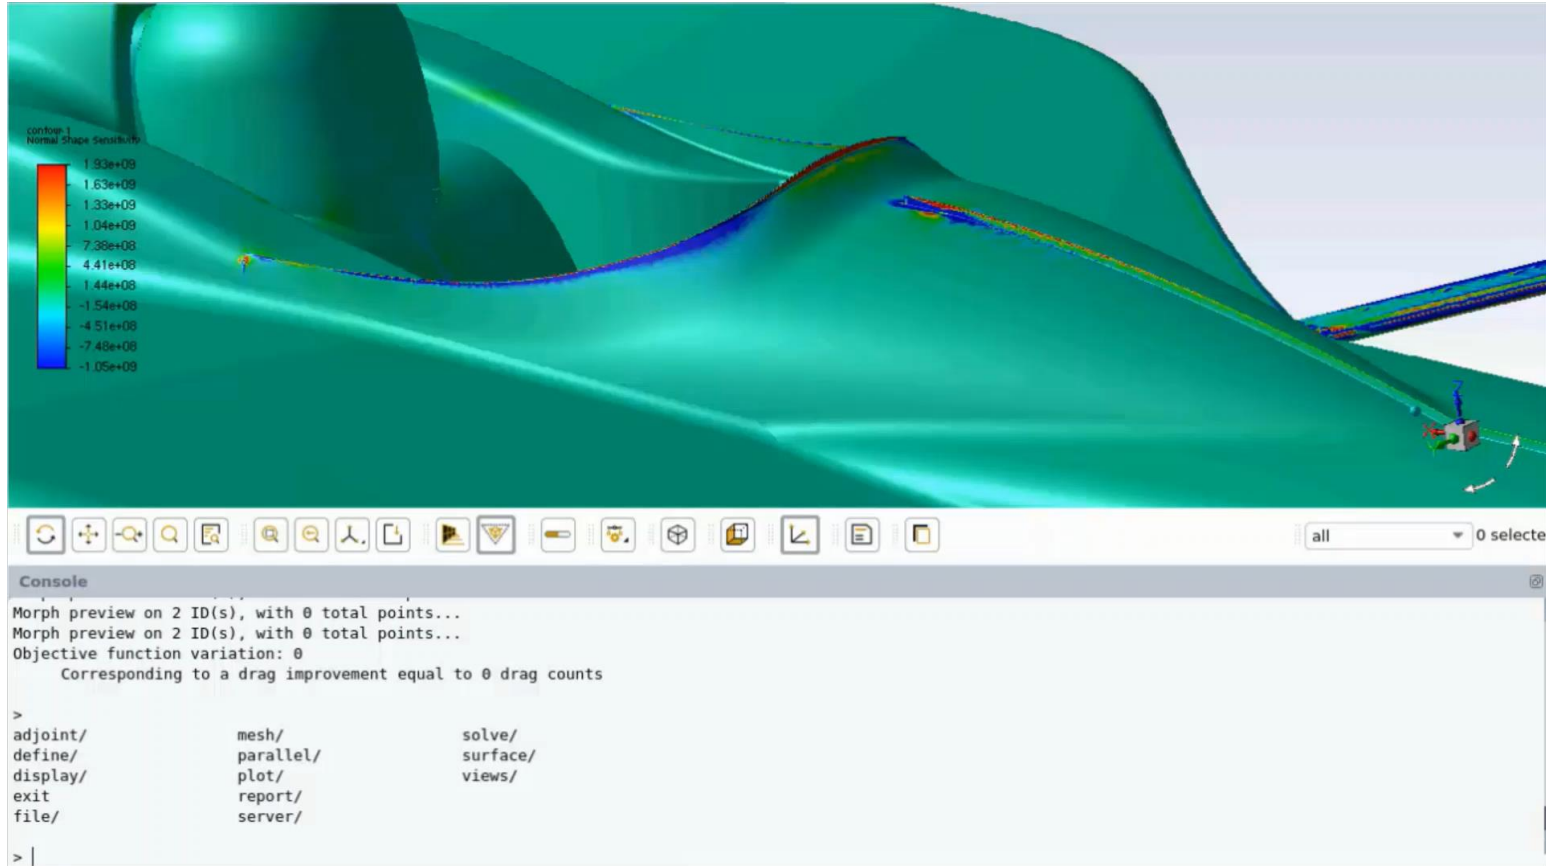 contour-1
Normal Shape Sensitivity
1.93e+09
1.63e+09
1.33e+09
1.04e+09
7.38e+08
4.41e+08
1.44e+08
-1.54e+08
-4.51e+08
-7.48e+08
-1.05e+09
Z
all 0 selecte
Console
Morph preview on 2 ID(s), with 0 total points...
Morph preview on 2 ID(s), with 0 total points...
Objective function variation: 0
Corresponding to a drag improvement equal to 0 drag counts
>
adjoint/ mesh/ solve/
define/ parallel/ surface/
display/ plot/ views/
exit report/
file/ server/
>